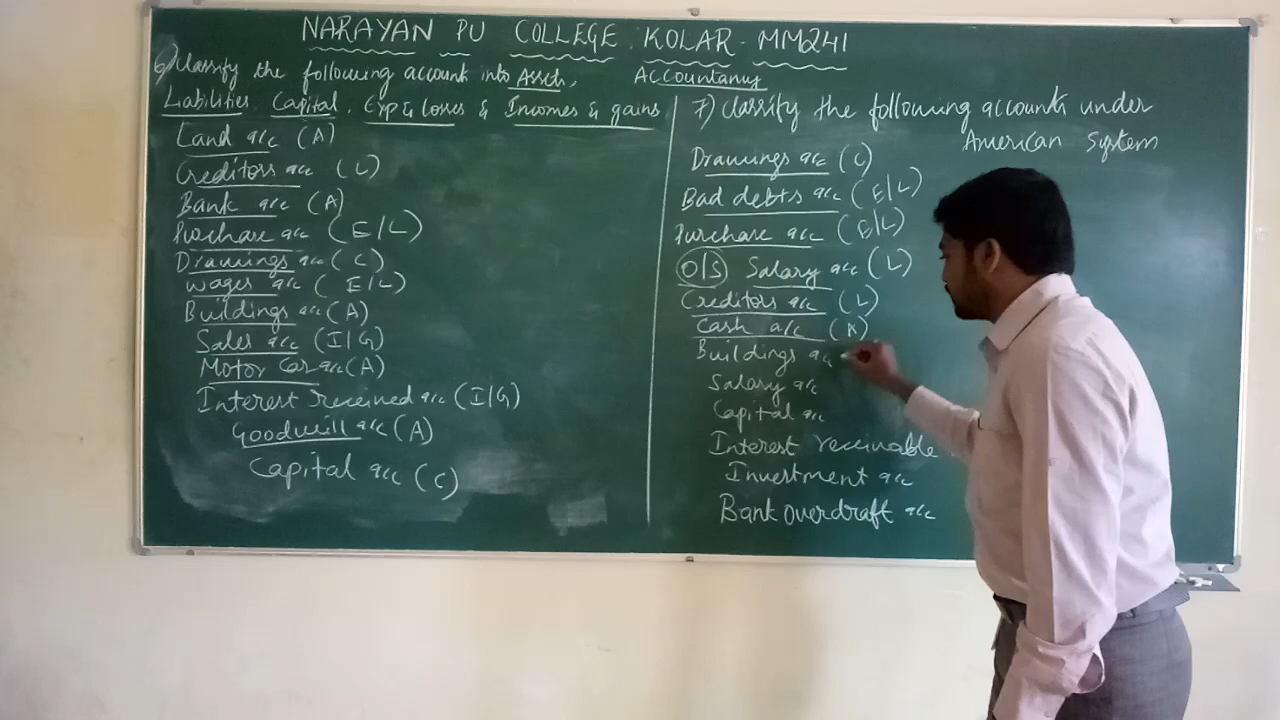 NARAYAN PU COLLEGE. KOLAR - MM241
Accountancy
6) Classify the following account into Assets,
Liabilities, Capital, Exp & Losses & Incomes & gains
Land a/c (A)
Creditors a/c (L)
Bank a/c (A)
Purchase a/c (E/L)
Drawings a/c (C)
Wages a/c (E/L)
Buildings a/c (A)
Sales a/c (I/G)
Motor Car a/c (A)
Interest received a/c (I/G)
Goodwill a/c (A)
Capital a/c (C)
7) Classify the following accounts under
American System
Drawings a/c (C)
Bad debts a/c (E/L)
Purchase a/c (E/L)
O/S Salary a/c (L)
Creditors a/c (L)
Cash a/c (A)
Buildings a/c
Salary a/c
Capital a/c
Interest receivable
Investment a/c
Bank overdraft a/c